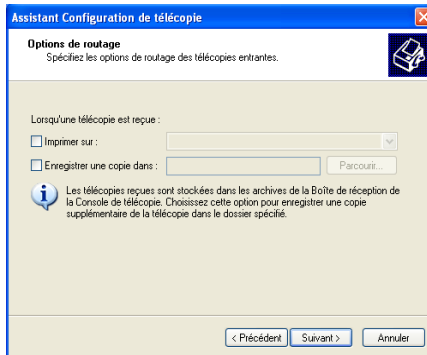 Assistant Configuration de télécopie
Options de routage
Spécifiez les options de routage des télécopies entrantes.
Lorsqu'une télécopie est reçue :
Imprimer sur :
Enregistrer une copie dans :
Parcourir...
Les télécopies reçues sont stockées dans les archives de la Boîte de réception de
la Console de télécopie. Choisissez cette option pour enregistrer une copie
supplémentaire de la télécopie dans le dossier spécifié.
< Précédent
Suivant >
Annuler